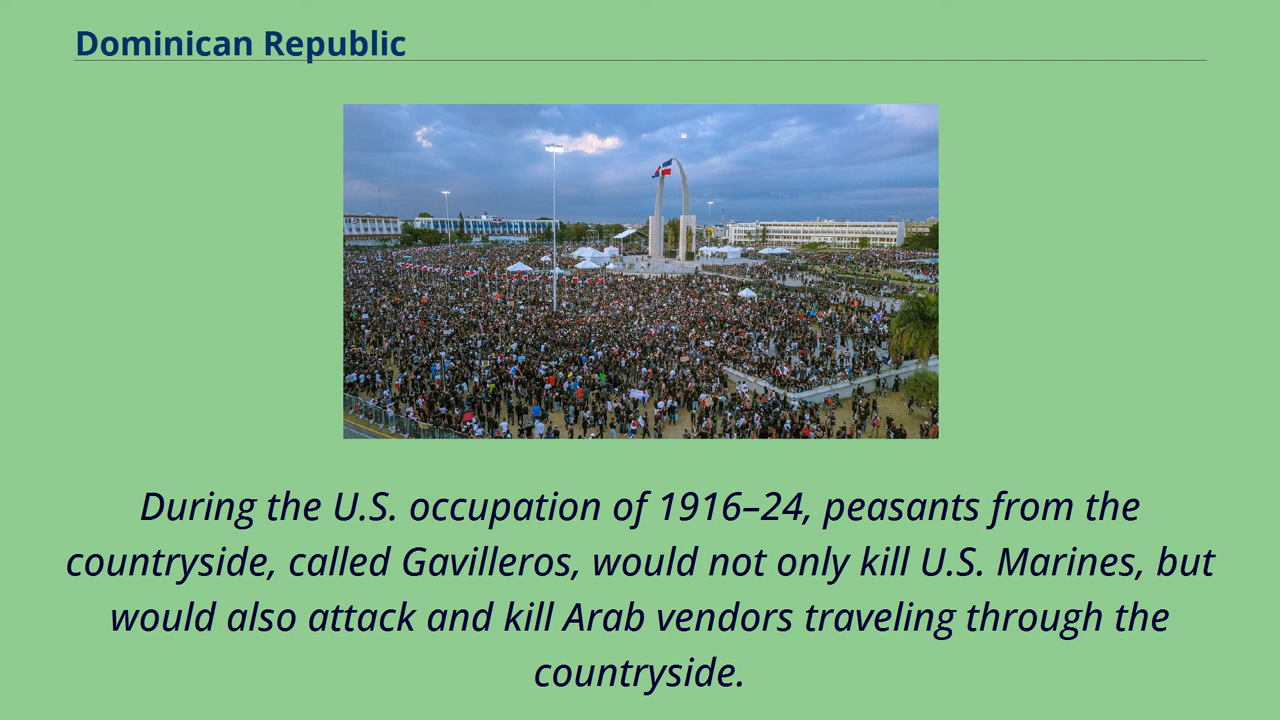 Dominican Republic
During the U.S. occupation of 1916–24, peasants from the
countryside, called Gavilleros, would not only kill U.S. Marines, but
would also attack and kill Arab vendors traveling through the
countryside.